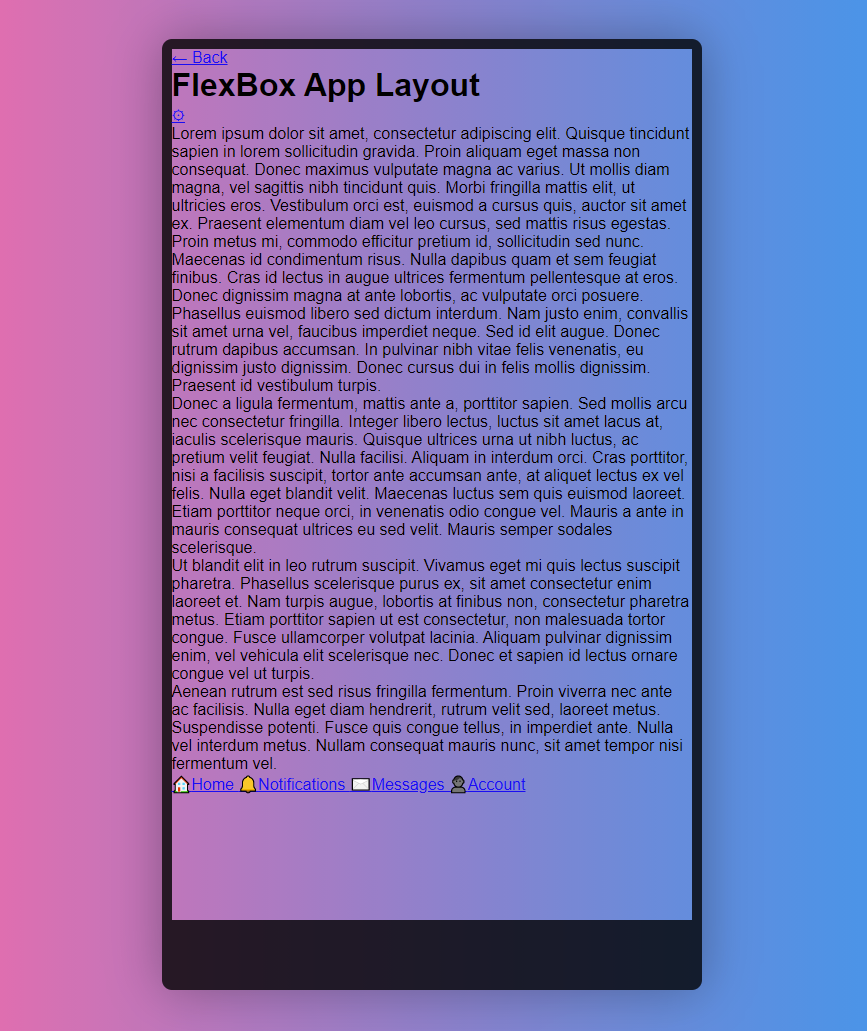 ← Back
FlexBox App Layout
⚙
Lorem ipsum dolor sit amet, consectetur adipiscing elit. Quisque tincidunt
sapien in lorem sollicitudin gravida. Proin aliquam eget massa non
consequat. Donec maximus vulputate magna ac varius. Ut mollis diam
magna, vel sagittis nibh tincidunt quis. Morbi fringilla mattis elit, ut
ultricies eros. Vestibulum orci est, euismod a cursus quis, auctor sit amet
ex. Praesent elementum diam vel leo cursus, sed mattis risus egestas.
Proin metus mi, commodo efficitur pretium id, sollicitudin sed nunc.
Maecenas id condimentum risus. Nulla dapibus quam et sem feugiat
finibus. Cras id lectus in augue ultrices fermentum pellentesque at eros.
Donec dignissim magna at ante lobortis, ac vulputate orci posuere.
Phasellus euismod libero sed dictum interdum. Nam justo enim, convallis
sit amet urna vel, faucibus imperdiet neque. Sed id elit augue. Donec
rutrum dapibus accumsan. In pulvinar nibh vitae felis venenatis, eu
dignissim justo dignissim. Donec cursus dui in felis mollis dignissim.
Praesent id vestibulum turpis.
Donec a ligula fermentum, mattis ante a, porttitor sapien. Sed mollis arcu
nec consectetur fringilla. Integer libero lectus, luctus sit amet lacus at,
iaculis scelerisque mauris. Quisque ultrices urna ut nibh luctus, ac
pretium velit feugiat. Nulla facilisi. Aliquam in interdum orci. Cras porttitor,
nisi a facilisis suscipit, tortor ante accumsan ante, at aliquet lectus ex vel
felis. Nulla eget blandit velit. Maecenas luctus sem quis euismod laoreet.
Etiam porttitor neque orci, in venenatis odio congue vel. Mauris a ante in
mauris consequat ultrices eu sed velit. Mauris semper sodales
scelerisque.
Ut blandit elit in leo rutrum suscipit. Vivamus eget mi quis lectus suscipit
pharetra. Phasellus scelerisque purus ex, sit amet consectetur enim
laoreet et. Nam turpis augue, lobortis at finibus non, consectetur pharetra
metus. Etiam porttitor sapien ut est consectetur, non malesuada tortor
congue. Fusce ullamcorper volutpat lacinia. Aliquam pulvinar dignissim
enim, vel vehicula elit scelerisque nec. Donec et sapien id lectus ornare
congue vel ut turpis.
Aenean rutrum est sed risus fringilla fermentum. Proin viverra nec ante
ac facilisis. Nulla eget diam hendrerit, rutrum velit sed, laoreet metus.
Suspendisse potenti. Fusce quis congue tellus, in imperdiet ante. Nulla
vel interdum metus. Nullam consequat mauris nunc, sit amet tempor nisi
fermentum vel.
🏠Home 🔔Notifications ✉️Messages 👤Account